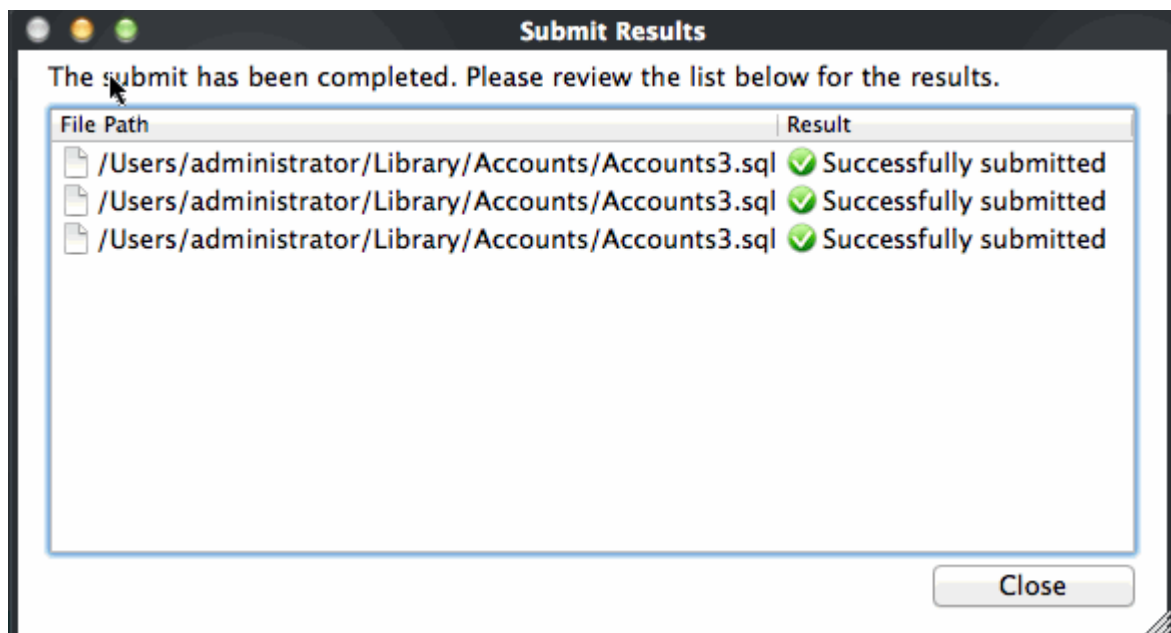 Submit Results
The submit has been completed. Please review the list below for the results.
File Path Result
/Users/administrator/Library/Accounts/Accounts3.sql Successfully submitted
/Users/administrator/Library/Accounts/Accounts3.sql Successfully submitted
/Users/administrator/Library/Accounts/Accounts3.sql Successfully submitted
Close